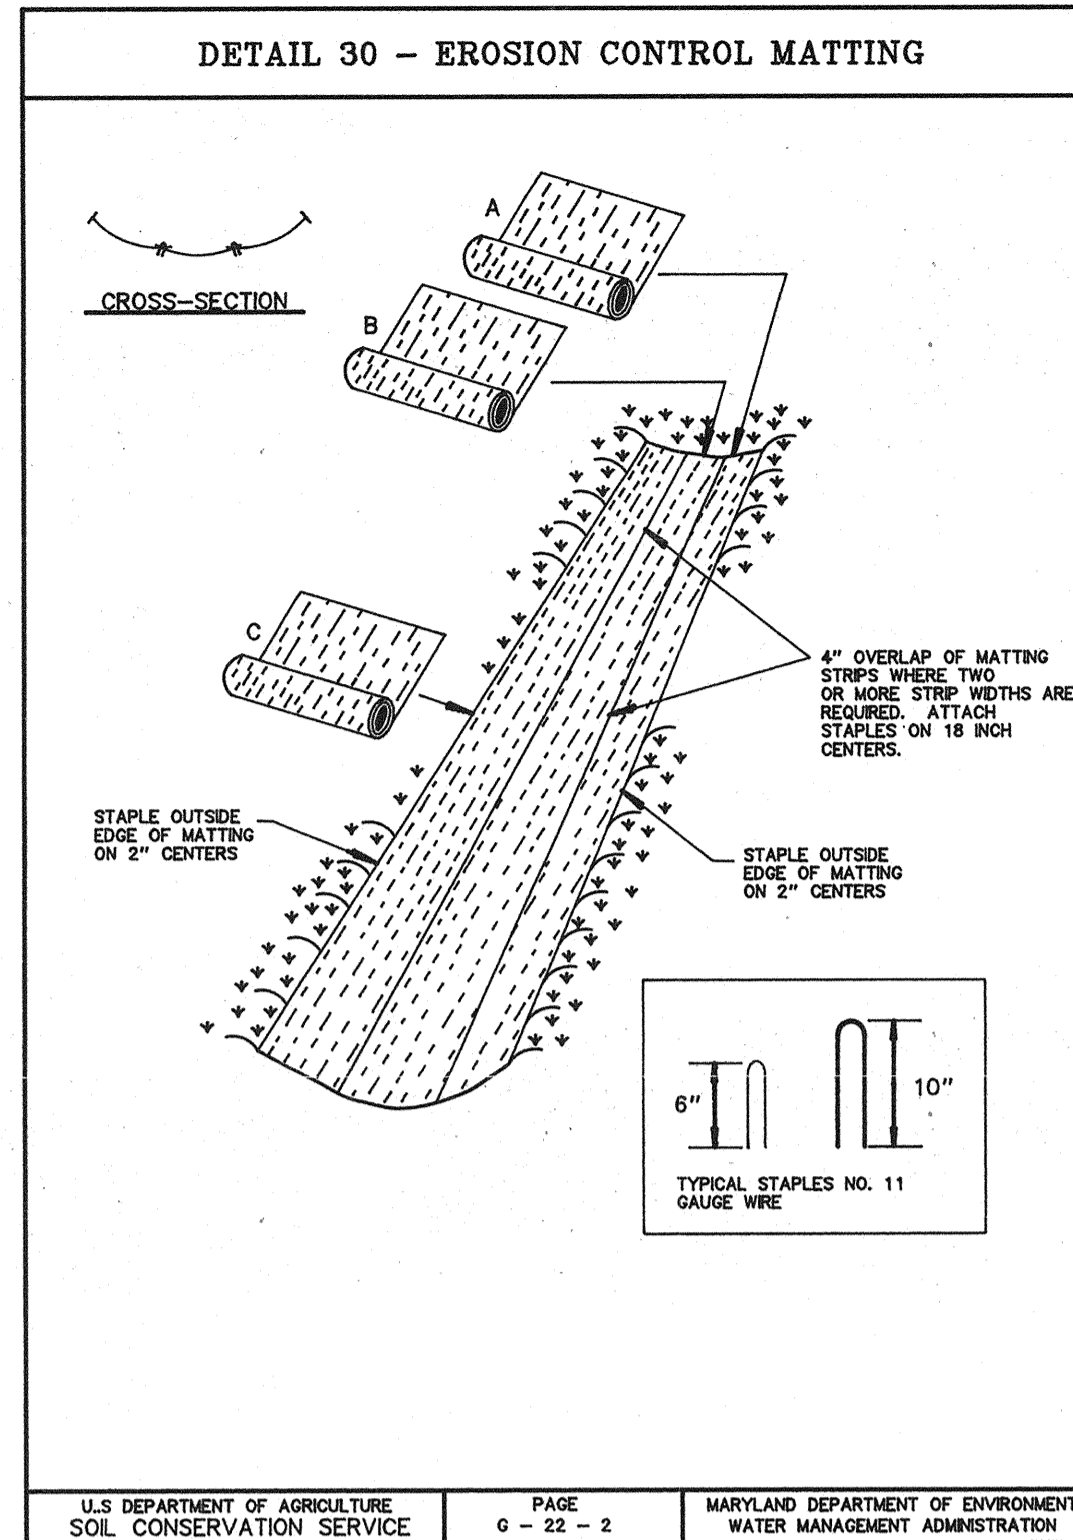 DETAIL 30 – EROSION CONTROL MATTING
CROSS–SECTION
A
B
C
4" OVERLAP OF MATTING
STRIPS WHERE TWO
OR MORE STRIP WIDTHS ARE
REQUIRED. ATTACH
STAPLES ON 18 INCH
CENTERS.
STAPLE OUTSIDE
EDGE OF MATTING
ON 2" CENTERS
STAPLE OUTSIDE
EDGE OF MATTING
ON 2" CENTERS
6"
10"
TYPICAL STAPLES NO. 11
GAUGE WIRE
U..S DEPARTMENT OF AGRICULTURE
SOIL CONSERVATION SERVICE
PAGE
G – 22 – 2
MARYLAND DEPARTMENT OF ENVIRONMENT
WATER MANAGEMENT ADMINISTRATION